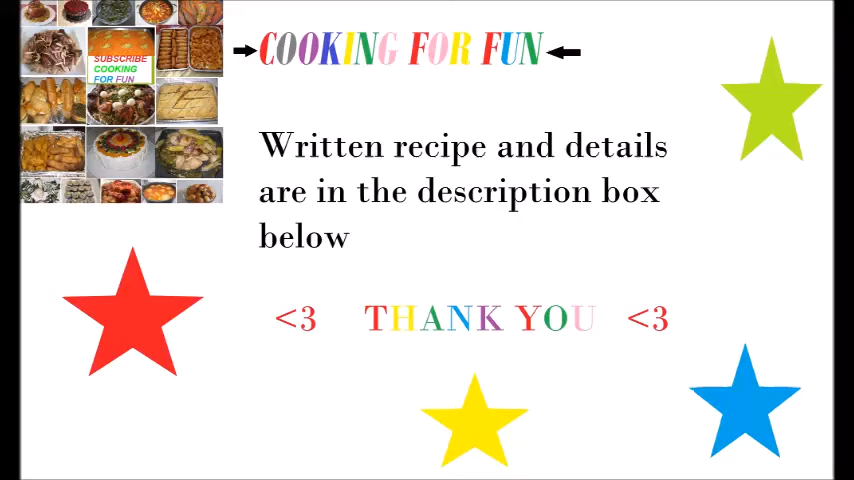 COOKING FOR FUN
SUBSCRIBE
COOKING
FOR FUN
Written recipe and details
are in the description box
below
<3 THANK YOU <3